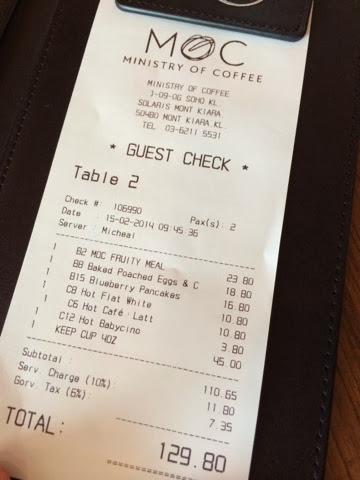 MOC
MINISTRY OF COFFEE
MINISTRY OF COFFEE
J-09-0G SOHO KL.
SOLARIS MONT KIARA.
50480 MONT KIARA.KL
TEL 03-6211 5531
* GUEST CHECK *
Table 2
Check #: 106990 Pax(s): 2
Date : 15-02-2014 09:45:36
Server : Micheal
1 B2 MOC FRUITY MEAL 23.80
1 B8 Baked Poached Eggs & C 18.80
1 B15 Blueberry Pancakes 16.80
1 C8 Hot Flat White 10.80
1 C6 Hot Cafe Latt 10.80
1 C12 Hot Babycino 3.80
1 KEEP CUP 4OZ 45.00
Subtotal : 110.65
Serv. Charge (10%): 11.80
Gorv. Tax (6%): 7.35
TOTAL: 129.80